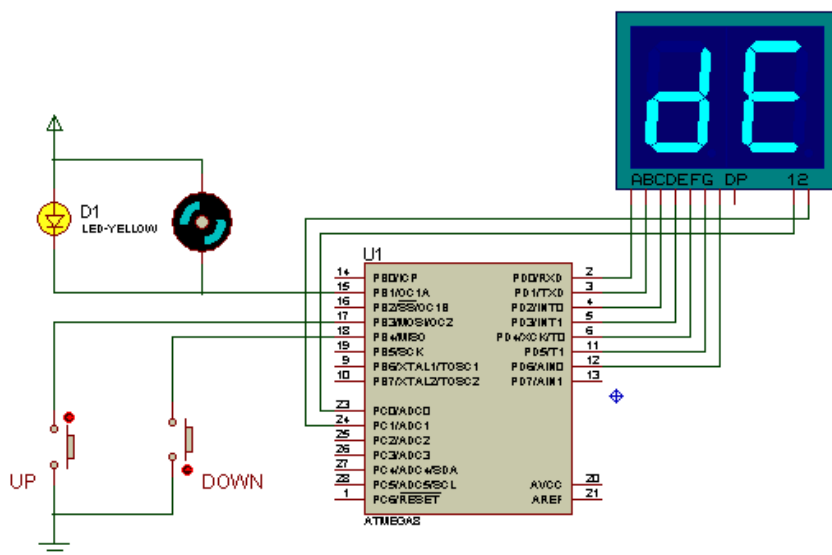 dE
ABCDEFG DP 12
D1
LED-YELLOW
U1
14 PB0/ICP PD0/RXD 2
15 PB1/OC1A PD1/TXD 3
16 PB2/SS/OC1B PD2/INT0 4
17 PB3/MOSI/OC2 PD3/INT1 5
18 PB4/MISO PD4/XCK/T0 6
19 PB5/SCK PD5/T1 11
9 PB6/XTAL1/TOSC1 PD6/AIN0 12
10 PB7/XTAL2/TOSC2 PD7/AIN1 13
23 PC0/ADC0
24 PC1/ADC1
25 PC2/ADC2
26 PC3/ADC3
27 PC4/ADC4/SDA
28 PC5/ADC5/SCL AVCC 20
1 PC6/RESET AREF 21
ATMEGA8
UP
DOWN